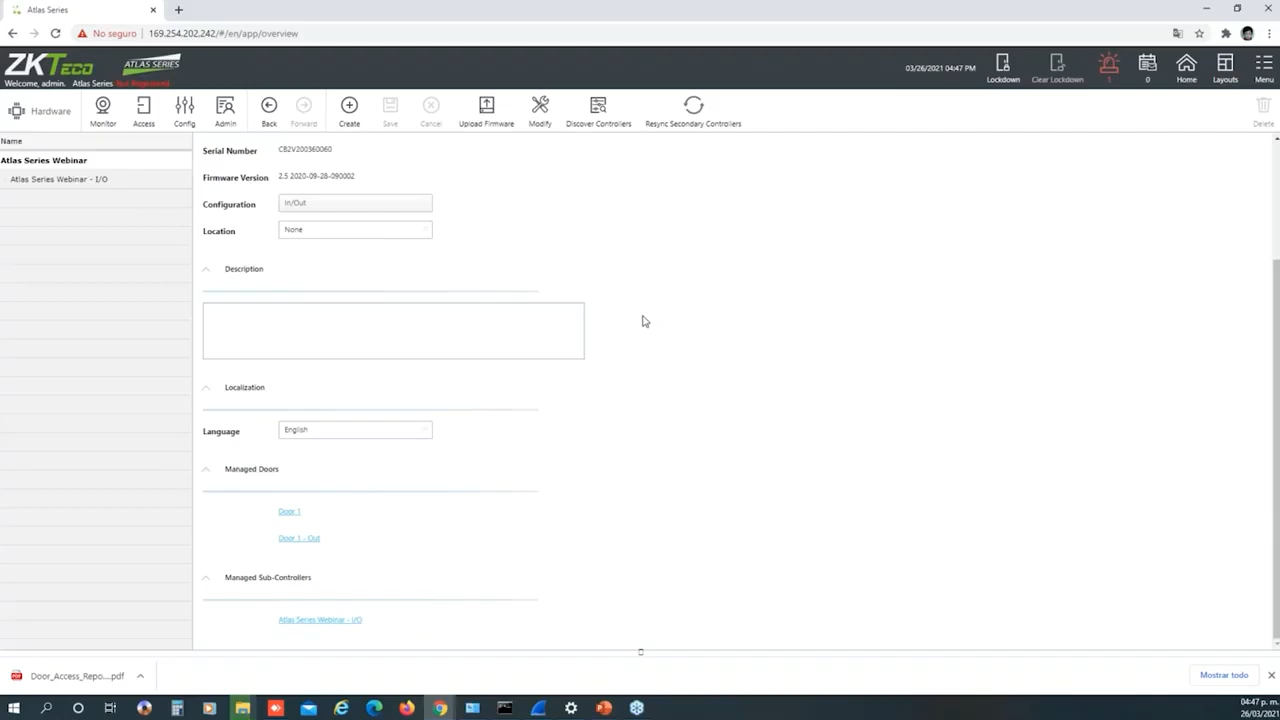 Atlas Series
No seguro
169.254.202.242/#/en/app/overview
ZKTeco
ATLAS SERIES
Welcome, admin. Atlas Series Not Registered!
03/26/2021 04:47 PM
Lockdown
Clear Lockdown
1
0
Home
Layouts
Menu
Hardware
Monitor
Access
Config
Admin
Back
Forward
Create
Save
Cancel
Upload Firmware
Modify
Discover Controllers
Resync Secondary Controllers
Delete
Name
Atlas Series Webinar
Atlas Series Webinar - I/O
Serial Number CB2V200360060
Firmware Version 2.5 2020-09-28-090002
Configuration In/Out
Location None
Description
Localization
Language English
Managed Doors
Door 1
Door 1 - Out
Managed Sub-Controllers
Atlas Series Webinar - I/O
Door_Access_Repo....pdf
Mostrar todo
04:47 p. m.
26/03/2021